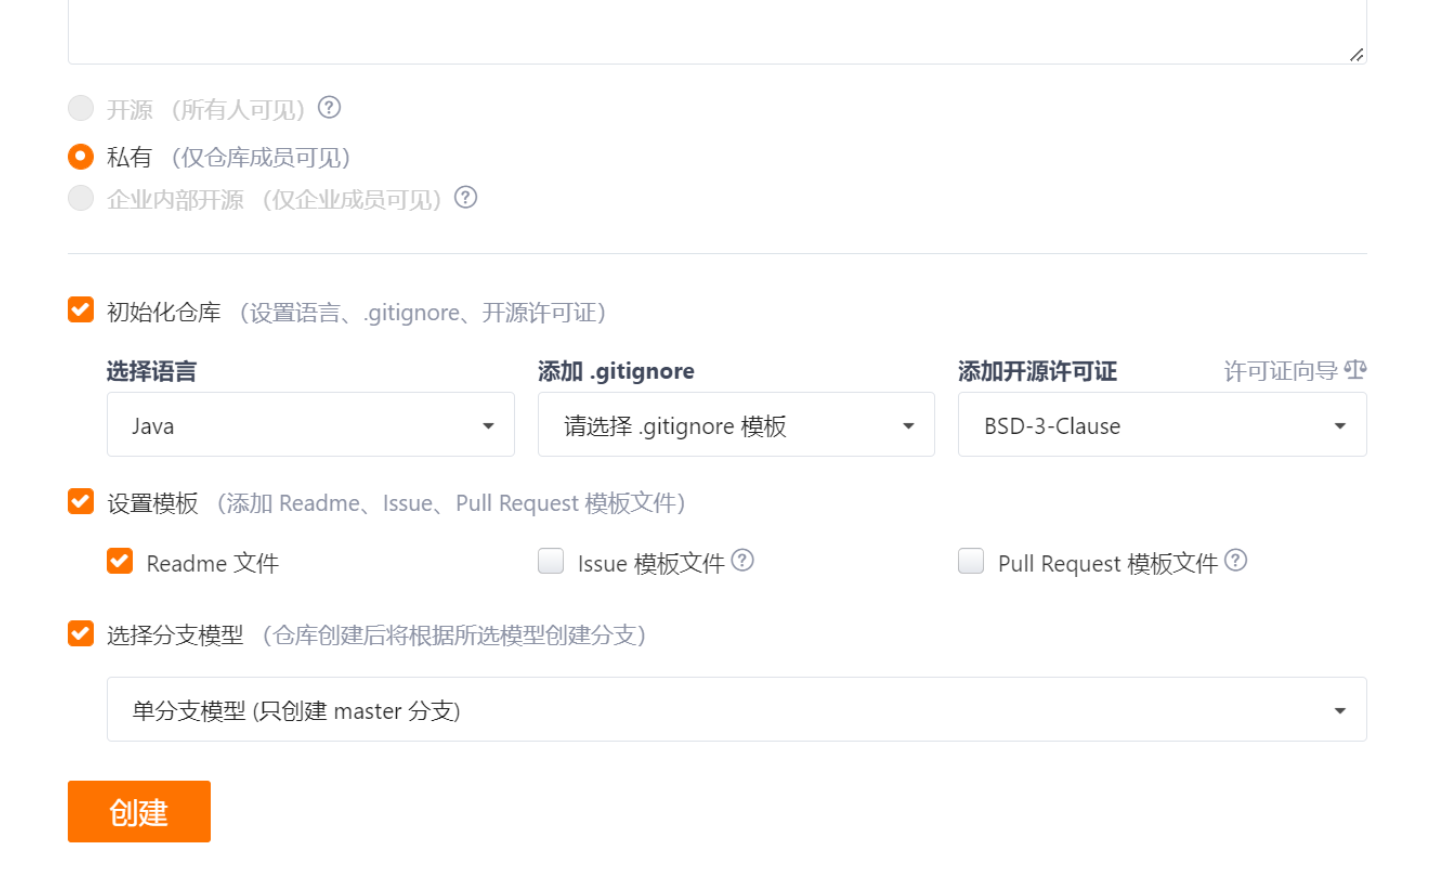 开源 （所有人可见）
私有 （仅仓库成员可见）
企业内部开源 （仅企业成员可见）
初始化仓库 （设置语言、.gitignore、开源许可证）
选择语言 添加 .gitignore 添加开源许可证 许可证向导
Java 请选择 .gitignore 模板 BSD-3-Clause
设置模板 （添加 Readme、Issue、Pull Request 模板文件）
Readme 文件 Issue 模板文件 Pull Request 模板文件
选择分支模型 （仓库创建后将根据所选模型创建分支）
单分支模型 (只创建 master 分支)
创建